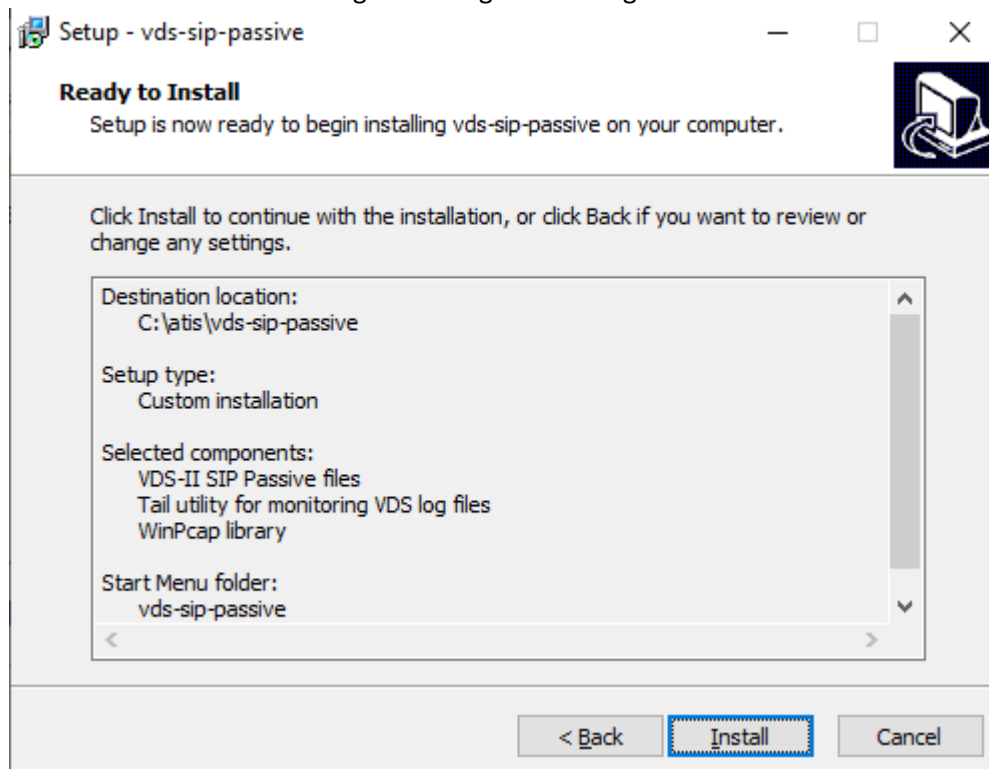 Setup - vds-sip-passive
Ready to Install
Setup is now ready to begin installing vds-sip-passive on your computer.
Click Install to continue with the installation, or click Back if you want to review or
change any settings.
Destination location:
C:\atis\vds-sip-passive
Setup type:
Custom installation
Selected components:
VDS-II SIP Passive files
Tail utility for monitoring VDS log files
WinPcap library
Start Menu folder:
vds-sip-passive
< Back
Install
Cancel